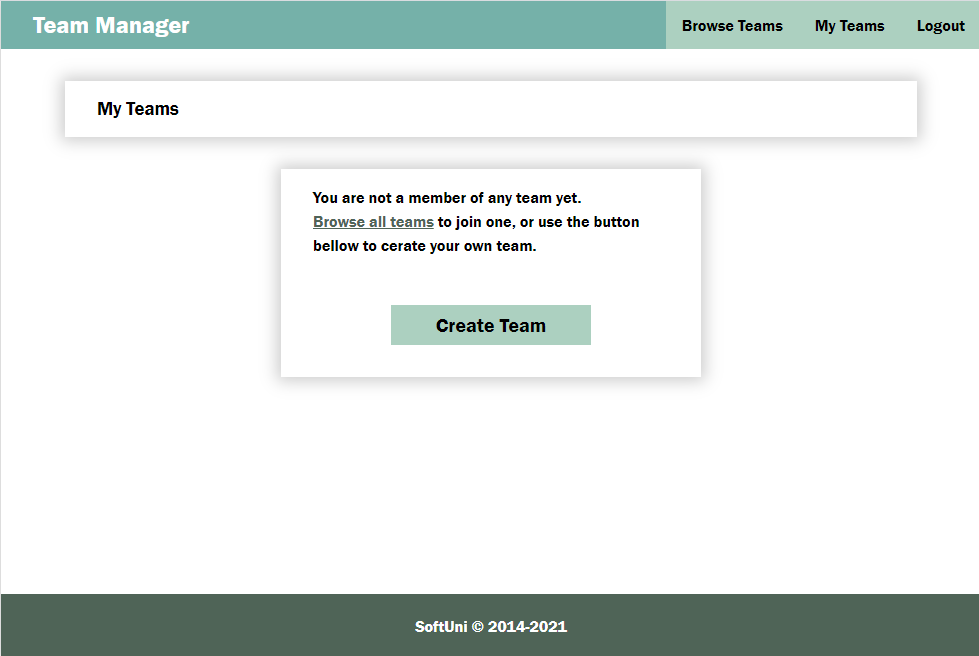 Team Manager
Browse Teams
My Teams
Logout
My Teams
You are not a member of any team yet.
Browse all teams to join one, or use the button
bellow to cerate your own team.
Create Team
SoftUni © 2014-2021